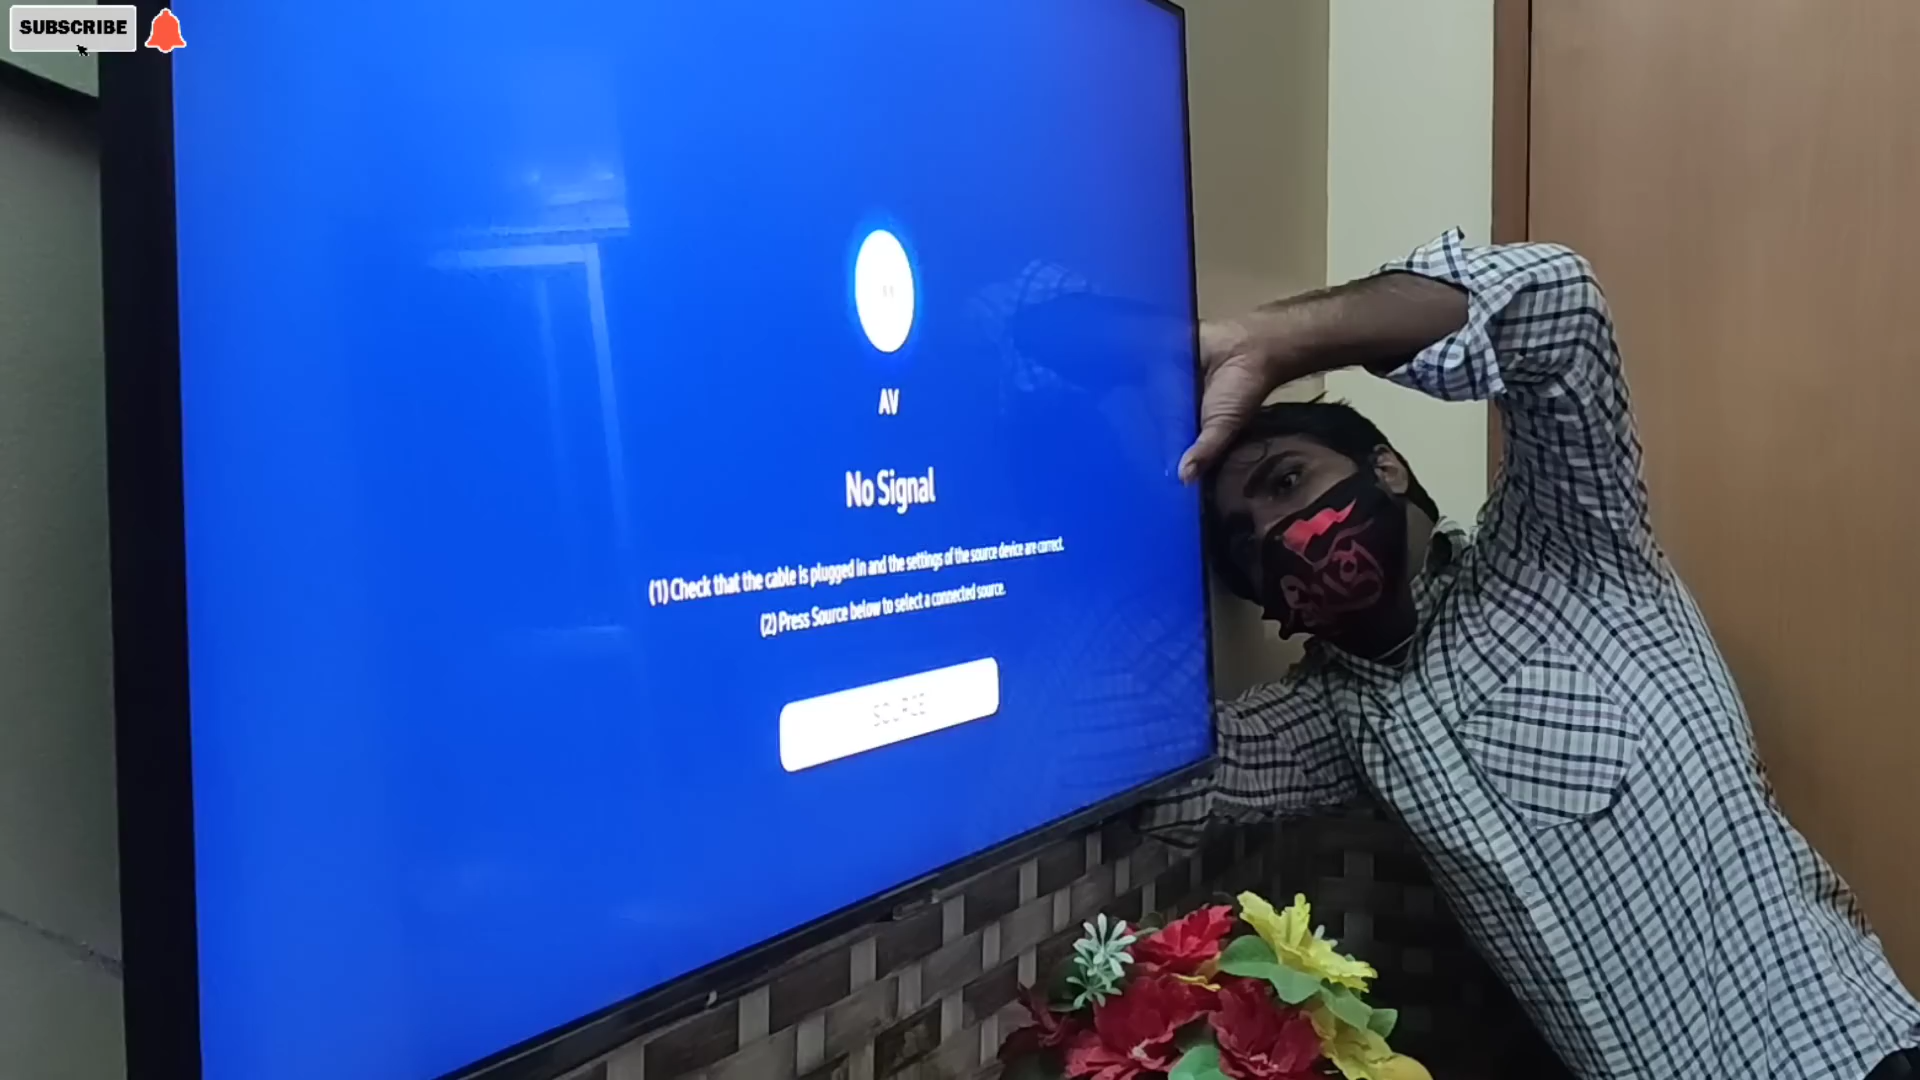 SUBSCRIBE
AV
No Signal
(1) Check that the cable is plugged in and the settings of the source device are correct.
(2) Press Source below to select a connected source.
SOURCE